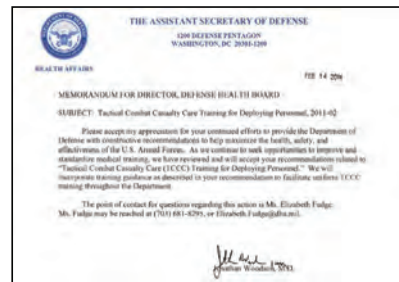 THE ASSISTANT SECRETARY OF DEFENSE
1200 DEFENSE PENTAGON
WASHINGTON, DC 20301-1200
HEALTH AFFAIRS
FEB 14 2014
MEMORANDUM FOR DIRECTOR, DEFENSE HEALTH BOARD
SUBJECT: Tactical Combat Casualty Care Training for Deploying Personnel, 2011-02
Please accept my appreciation for your continued efforts to provide the Department of
Defense with constructive recommendations to help the health, safety, and
effectiveness of the U.S. Armed Forces. As we continue to seek opportunities to improve and
standardize medical training, we have reviewed and will accept your recommendations related to
"Tactical Combat Casualty Care (TCCC) Training for Deploying Personnel." We will
incorporate training guidance as described in your recommendation to facilitate uniform TCCC
training throughout the Department.
The point of contact for questions regarding this action is Ms. Elizabeth Fudge.
Ms. Fudge may be reached at (703) 681-8295, or Elizabeth.Fudge@dha.mil.
Jonathan Woodson, M.D.